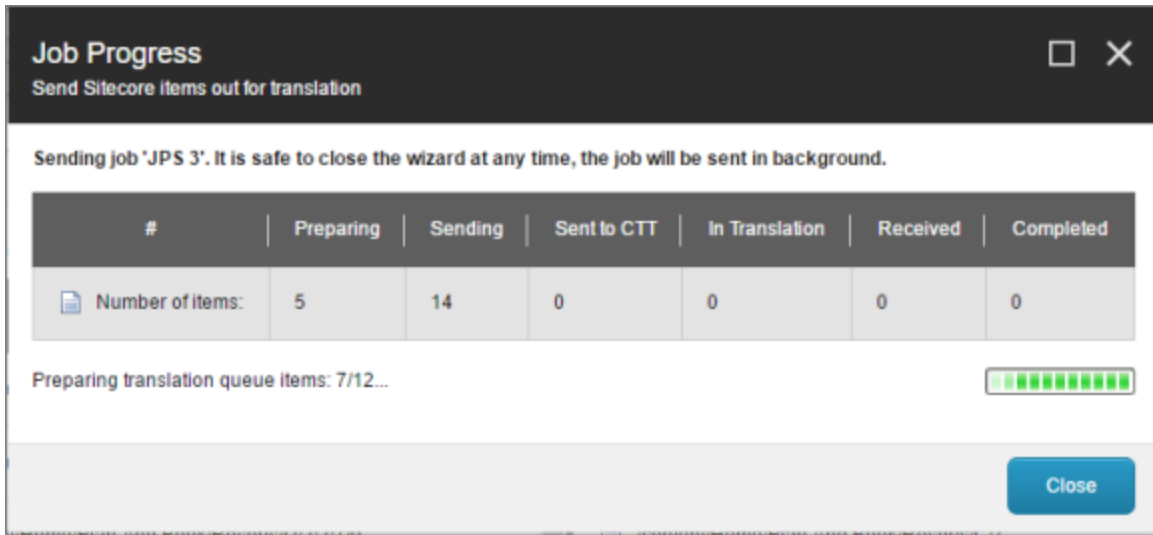 Job Progress
Send Sitecore items out for translation
Sending job 'JPS 3'. It is safe to close the wizard at any time, the job will be sent in background.
# Preparing Sending Sent to CTT In Translation Received Completed
Number of items: 5 14 0 0 0 0
Preparing translation queue items: 7/12...
Close